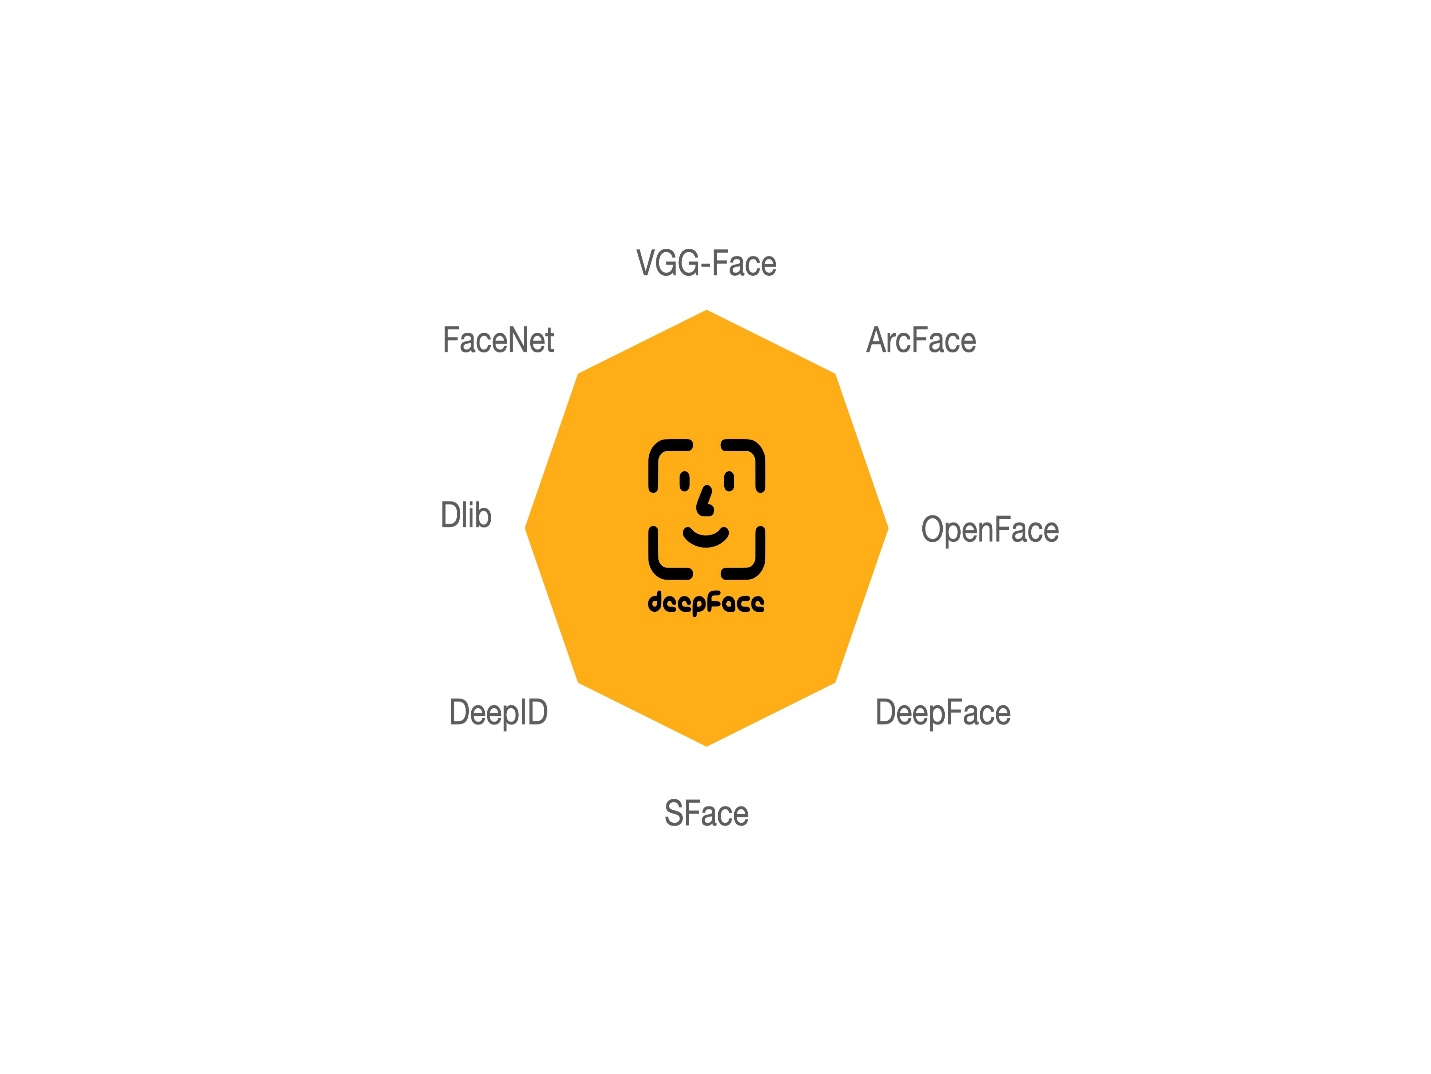 VGG-Face
FaceNet
ArcFace
Dlib
OpenFace
deepFace
DeepID
DeepFace
SFace